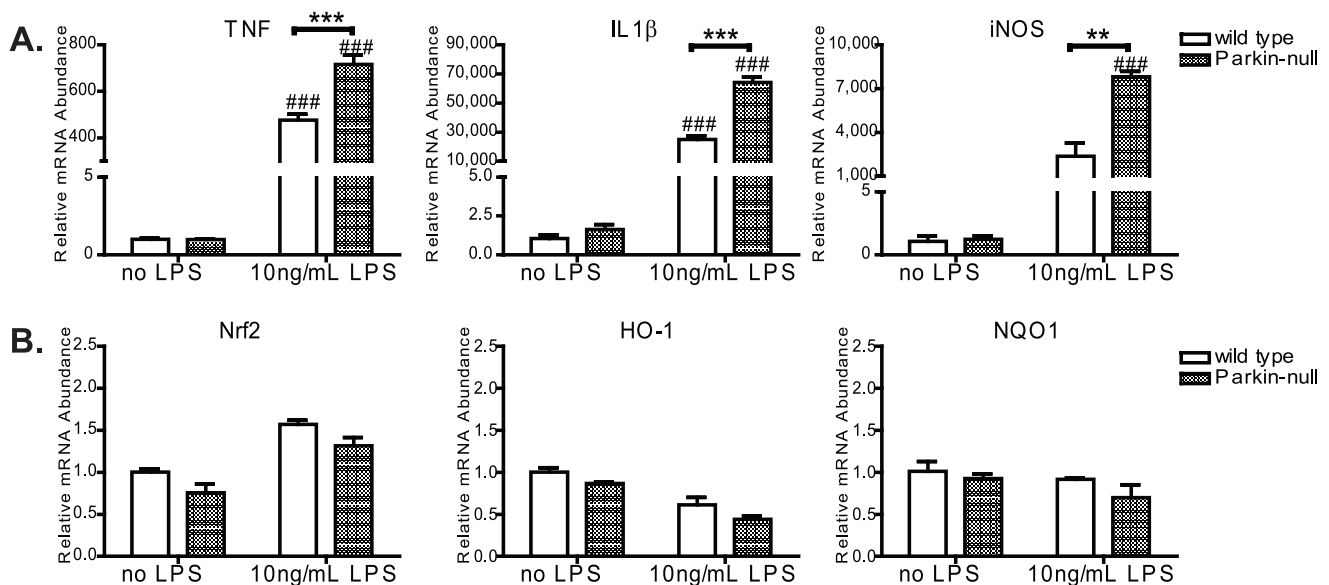 A.
TNF
IL1β
iNOS
Relative mRNA Abundance
800
600
400
5
0
***
###
###
no LPS
10ng/mL LPS
Relative mRNA Abundance
90,000
70,000
50,000
30,000
10,000
5.0
2.5
0.0
***
###
###
no LPS
10ng/mL LPS
Relative mRNA Abundance
10,000
7,000
4,000
1,000
5
0
**
###
no LPS
10ng/mL LPS
wild type
Parkin-null
B.
Nrf2
HO-1
NQO1
Relative mRNA Abundance
2.5
2.0
1.5
1.0
0.5
0.0
no LPS
10ng/mL LPS
Relative mRNA Abundance
2.5
2.0
1.5
1.0
0.5
0.0
no LPS
10ng/mL LPS
Relative mRNA Abundance
2.5
2.0
1.5
1.0
0.5
0.0
no LPS
10ng/mL LPS
wild type
Parkin-null